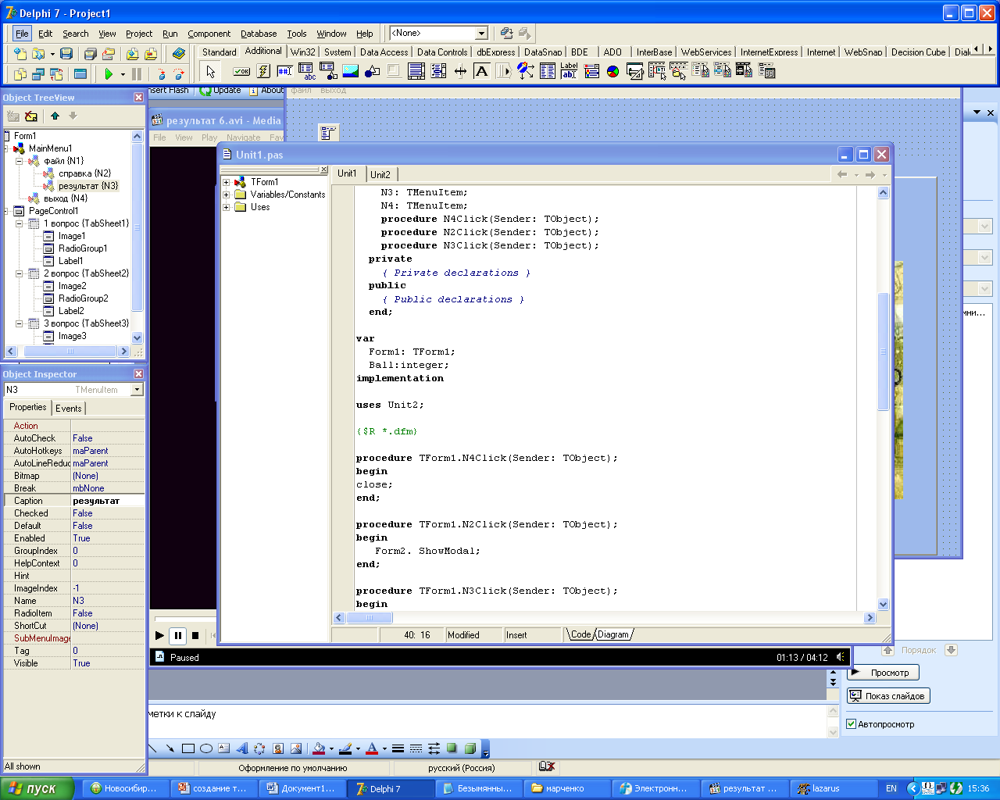 Delphi 7 - Project1
File Edit Search View Project Run Component Database Tools Window Help <None>
Standard Additional Win32 System Data Access Data Controls dbExpress DataSnap BDE ADO InterBase WebServices InternetExpress Internet WebSnap Decision Cube
nsert Flash Update About
файл выход
Object TreeView
Form1
MainMenu1
файл {N1}
справка {N2}
результат {N3}
выход {N4}
PageControl1
1 вопрос {TabSheet1}
Image1
RadioGroup1
Label1
2 вопрос {TabSheet2}
Image2
RadioGroup2
Label2
3 вопрос {TabSheet3}
Image3
результат 6.avi - Media
File View Play Navigate Fav
Unit1.pas
TForm1
Variables/Constants
Uses
Unit1 Unit2
N3: TMenuItem;
N4: TMenuItem;
procedure N4Click(Sender: TObject);
procedure N2Click(Sender: TObject);
procedure N3Click(Sender: TObject);
private
{ Private declarations }
public
{ Public declarations }
end;
var
Form1: TForm1;
Ball:integer;
implementation
uses Unit2;
{$R *.dfm}
procedure TForm1.N4Click(Sender: TObject);
begin
close;
end;
procedure TForm1.N2Click(Sender: TObject);
begin
Form2. ShowModal;
end;
procedure TForm1.N3Click(Sender: TObject);
begin
40: 16 Modified Insert Code Diagram
Object Inspector
N3 TMenuItem
Properties Events
Action
AutoCheck False
AutoHotkeys maParent
AutoLineReduc maParent
Bitmap (None)
Break mbNone
Caption результат
Checked False
Default False
Enabled True
GroupIndex 0
HelpContext 0
Hint
ImageIndex -1
Name N3
RadioItem False
ShortCut (None)
SubMenuImage
Tag 0
Visible True
All shown
Paused 01:13 / 04:12
Порядок
Просмотр
Показ слайдов
Автопросмотр
метки к слайду
Оформление по умолчанию русский (Россия)
пуск Новосибир... создание т... Документ1... Delphi 7 Безымянны... марченко Электронн... результат ... lazarus EN 15:36